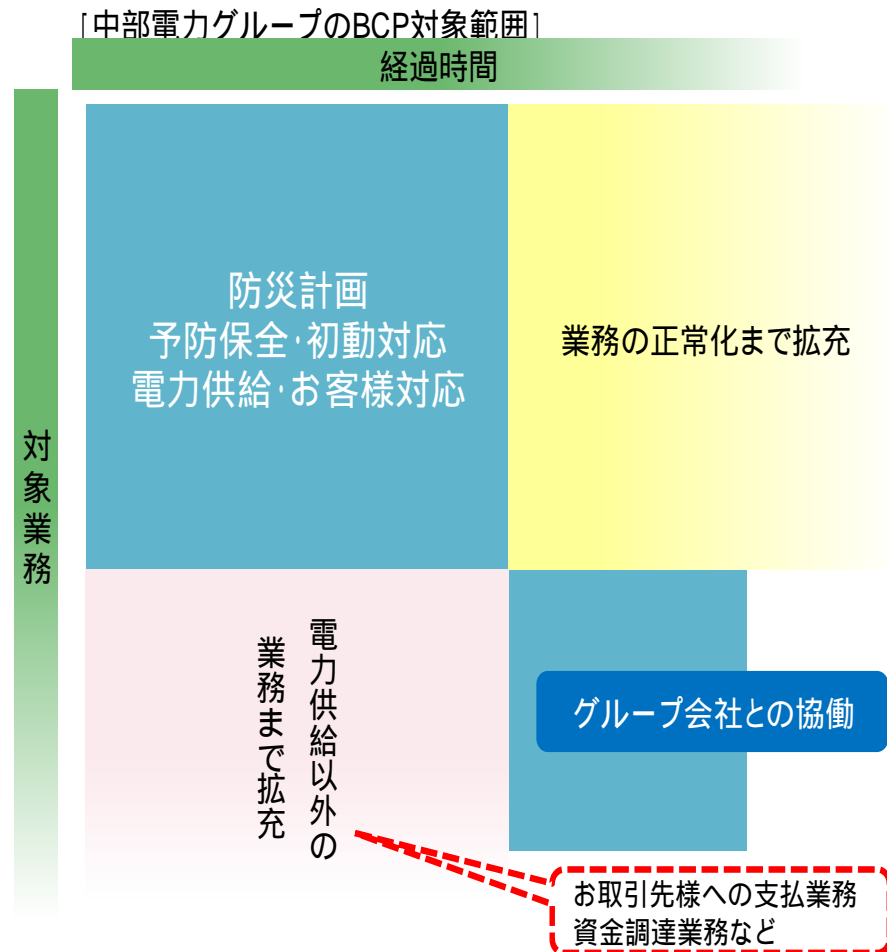 [中部電力グループのBCP対象範囲]
経過時間
対象業務
防災計画
予防保全・初動対応
電力供給・お客様対応
業務の正常化まで拡充
電力供給以外の
業務まで拡充
グループ会社との協働
お取引先様への支払業務
資金調達業務など